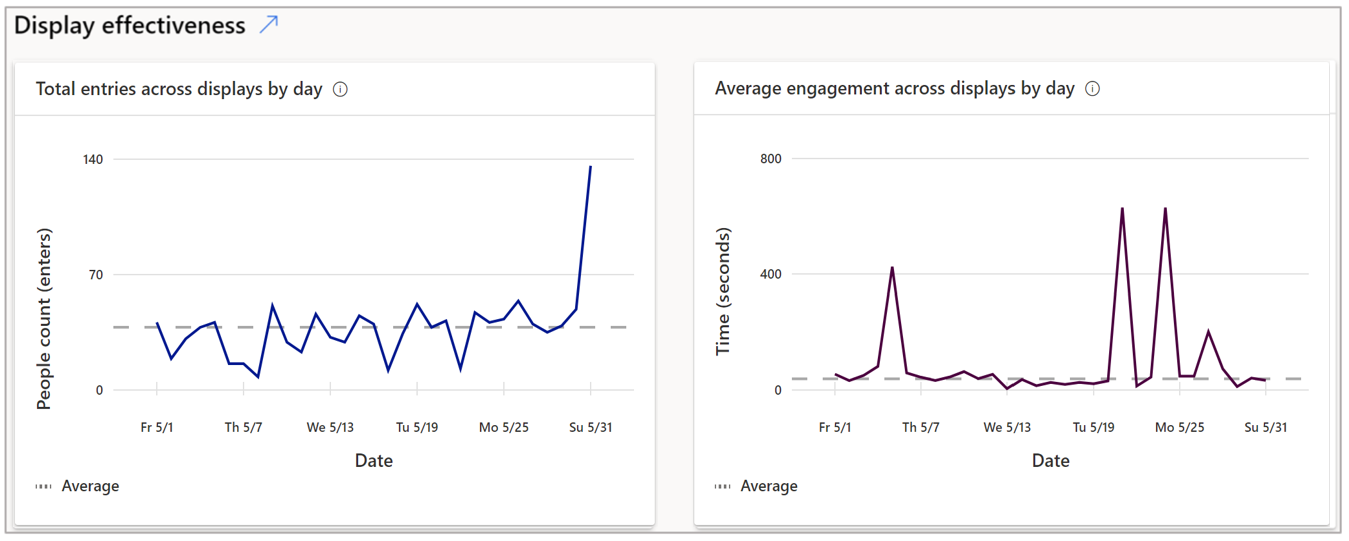 Display effectiveness
Total entries across displays by day
140
70
0
People count (enters)
Fr 5/1 Th 5/7 We 5/13 Tu 5/19 Mo 5/25 Su 5/31
Date
Average
Average engagement across displays by day
800
400
0
Time (seconds)
Fr 5/1 Th 5/7 We 5/13 Tu 5/19 Mo 5/25 Su 5/31
Date
Average